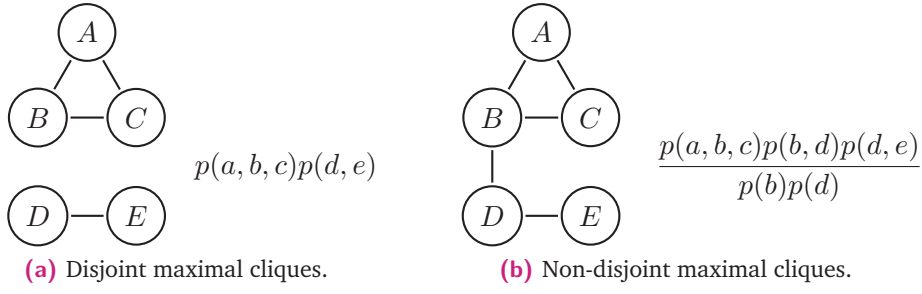 A
B C
D E
p(a, b, c)p(d, e)
(a) Disjoint maximal cliques.
A
B C
D E
p(a, b, c)p(b, d)p(d, e)
p(b)p(d)
(b) Non-disjoint maximal cliques.